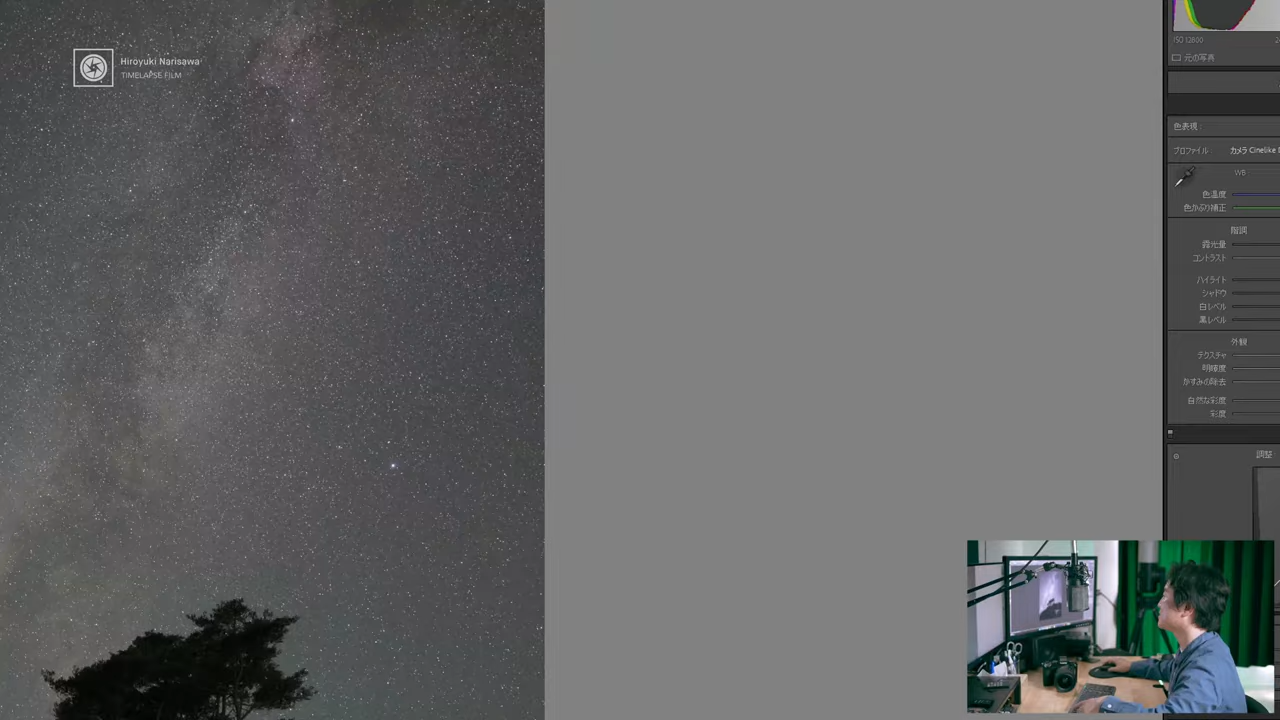 Hiroyuki Narisawa
TIMELAPSE FILM
ISO 12800
元の写真
色表現 :
プロファイル カメラ Cinelike
WB
色温度
色かぶり補正
階調
露光量
コントラスト
ハイライト
シャドウ
白レベル
黒レベル
外観
テクスチャ
明瞭度
かすみの除去
自然な彩度
彩度
調整